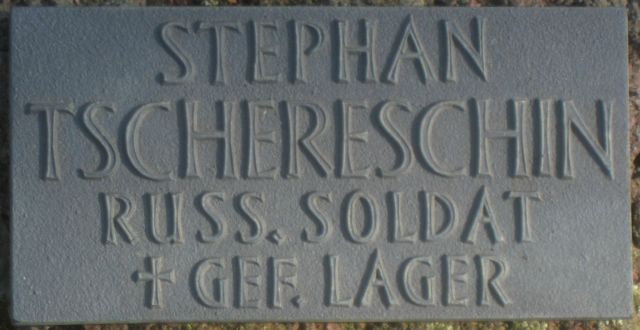 STEPHAN
TSCHERESCHIN
RUSS. SOLDAT
✝ GEF. LAGER